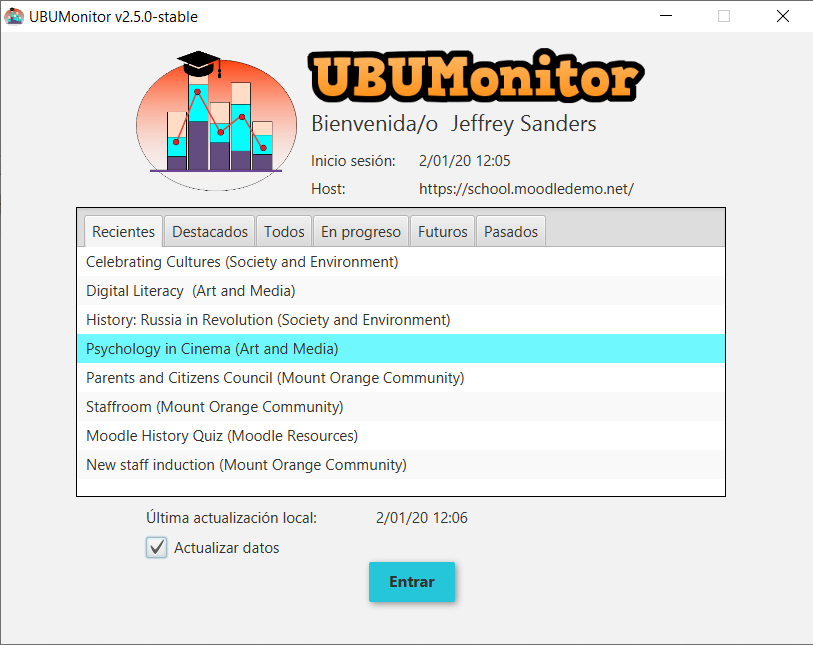 UBUMonitor v2.5.0-stable
UBUMonitor
Bienvenida/o Jeffrey Sanders
Inicio sesión: 2/01/20 12:05
Host: https://school.moodledemo.net/
Recientes Destacados Todos En progreso Futuros Pasados
Celebrating Cultures (Society and Environment)
Digital Literacy (Art and Media)
History: Russia in Revolution (Society and Environment)
Psychology in Cinema (Art and Media)
Parents and Citizens Council (Mount Orange Community)
Staffroom (Mount Orange Community)
Moodle History Quiz (Moodle Resources)
New staff induction (Mount Orange Community)
Última actualización local: 2/01/20 12:06
Actualizar datos
Entrar